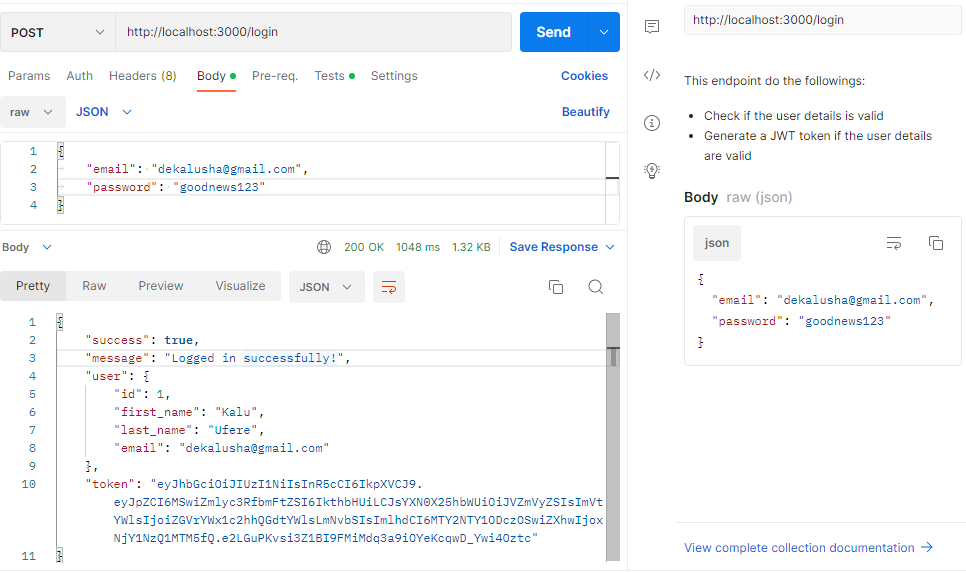 POST
http://localhost:3000/login
Send
Params Auth Headers (8) Body Pre-req. Tests Settings Cookies
raw JSON Beautify
1 {
2 "email": "dekalusha@gmail.com",
3 "password": "goodnews123"
4 }
Body 200 OK 1048 ms 1.32 KB Save Response
Pretty Raw Preview Visualize JSON
1 {
2 "success": true,
3 "message": "Logged in successfully!",
4 "user": {
5 "id": 1,
6 "first_name": "Kalu",
7 "last_name": "Ufere",
8 "email": "dekalusha@gmail.com"
9 },
10 "token": "eyJhbGciOiJIUzI1NiIsInR5cCI6IkpXVCJ9.
eyJpZCI6MSwiZmlyc3RfbmFtZSI6IkthbHUiLCJsYXN0X25hbWUiOiJVZmVyZSIsImVt
YWlsIjoiZGVrYWx1c2hhQGdtYWlsLmNvbSIsImlhdCI6MTY2NTY1ODczOSwiZXhwIjox
NjY1NzQ1MTM5fQ.e2LGuPKvsi3Z1BI9FMiMdq3a9iOYeKcqwD_Ywi4Oztc"
11 }
http://localhost:3000/login
This endpoint do the followings:
• Check if the user details is valid
• Generate a JWT token if the user details
are valid
Body raw (json)
json
{
"email": "dekalusha@gmail.com",
"password": "goodnews123"
}
View complete collection documentation →